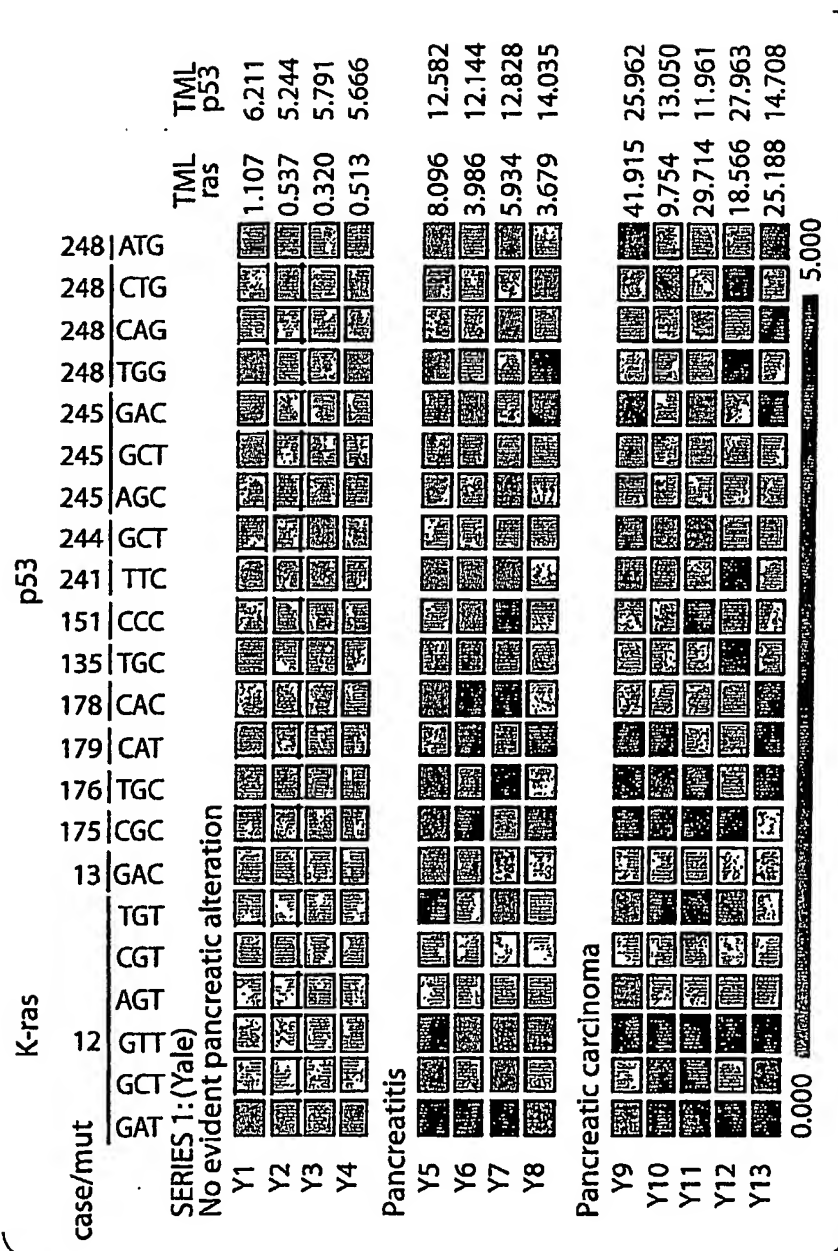 K-ras p53
case/mut 12 13 175 176 179 178 135 151 241 244 245 245 245 248 248 248 248 TML ras TML p53
GAT GCT GTT AGT CGT TGT GAC CGC TGC CAT CAC TGC CCC TTC GCT AGC GCT GAC TGG CAG CTG ATG
SERIES 1: (Yale)
No evident pancreatic alteration
Y1 1.107 6.211
Y2 0.537 5.244
Y3 0.320 5.791
Y4 0.513 5.666
Pancreatitis
Y5 8.096 12.582
Y6 3.986 12.144
Y7 5.934 12.828
Y8 3.679 14.035
Pancreatic carcinoma
Y9 41.915 25.962
Y10 9.754 13.050
Y11 29.714 11.961
Y12 18.566 27.963
Y13 25.188 14.708
0.000 5.000